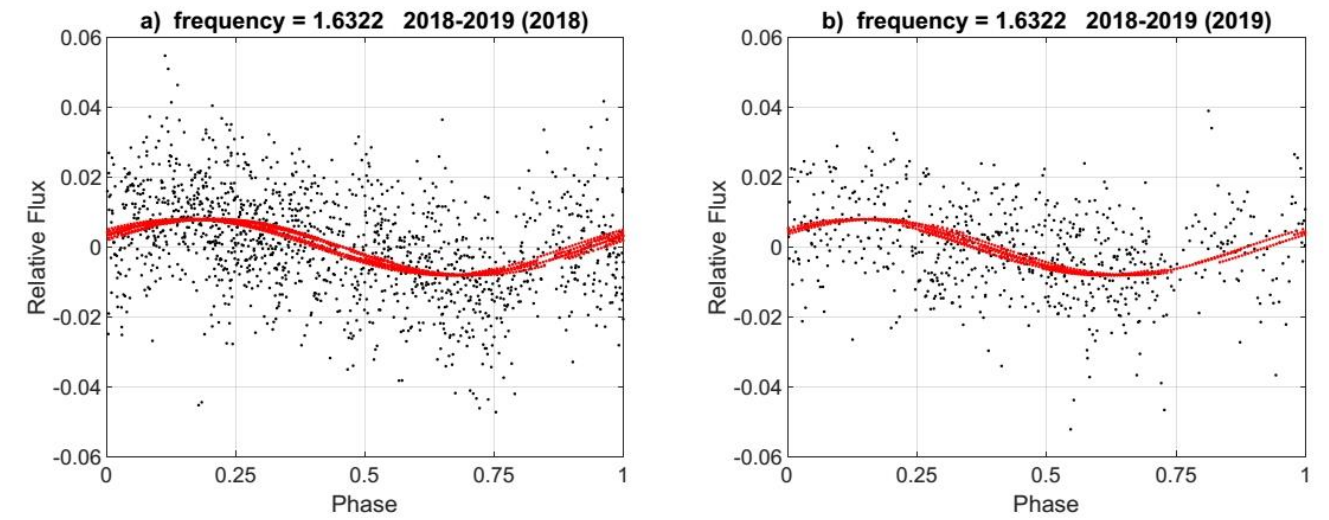 a) frequency = 1.6322 2018-2019 (2018)
0.06
0.04
0.02
0
-0.02
-0.04
-0.06
Relative Flux
0 0.25 0.5 0.75 1
Phase
b) frequency = 1.6322 2018-2019 (2019)
0.06
0.04
0.02
0
-0.02
-0.04
-0.06
Relative Flux
0 0.25 0.5 0.75 1
Phase